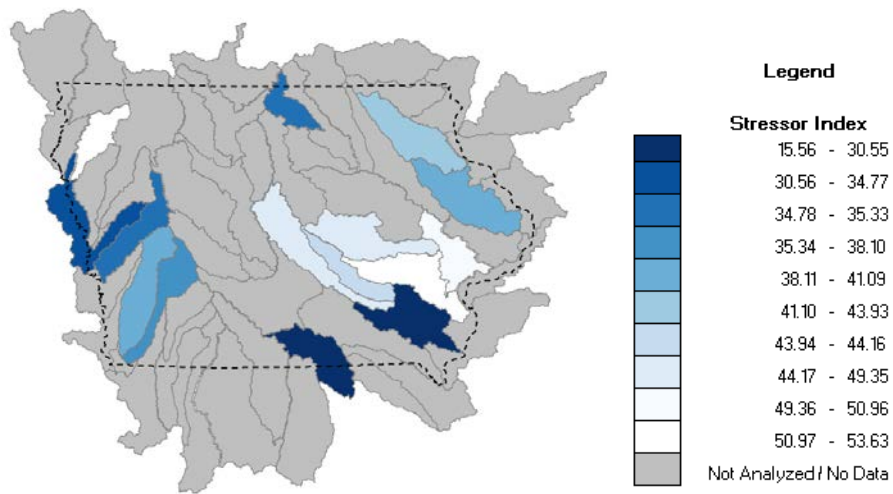 Legend
Stressor Index
15.56 - 30.55
30.56 - 34.77
34.78 - 35.33
35.34 - 38.10
38.11 - 41.09
41.10 - 43.93
43.94 - 44.16
44.17 - 49.35
49.36 - 50.96
50.97 - 53.63
Not Analyzed / No Data